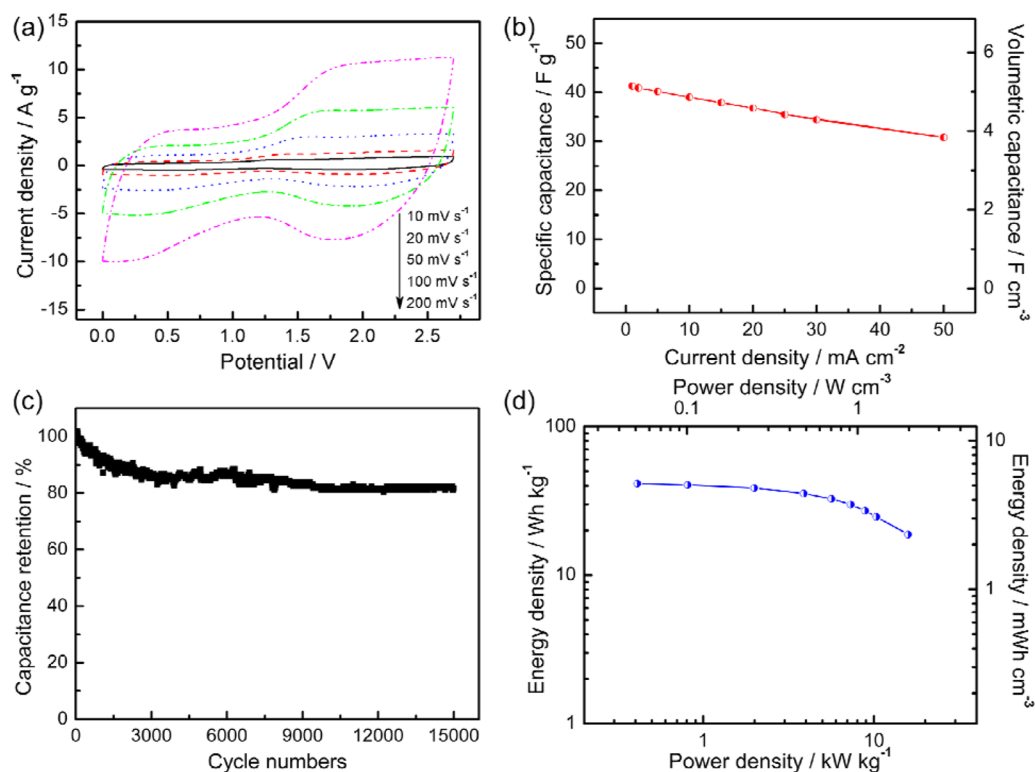 (a)
15
10
5
0
-5
-10
-15
Current density / A g⁻¹
0.0 0.5 1.0 1.5 2.0 2.5
Potential / V
10 mV s⁻¹
20 mV s⁻¹
50 mV s⁻¹
100 mV s⁻¹
200 mV s⁻¹
(b)
50
40
30
20
10
0
Specific capacitance / F g⁻¹
6
4
2
0
Volumetric capacitance / F cm⁻³
0 10 20 30 40 50
Current density / mA cm⁻²
(c)
100
80
60
40
20
0
Capacitance retention / %
0 3000 6000 9000 12000 15000
Cycle numbers
Power density / W cm⁻³
0.1 1
(d)
100
10
1
Energy density / Wh kg⁻¹
10
1
Energy density / mWh cm⁻³
1 10
Power density / kW kg⁻¹